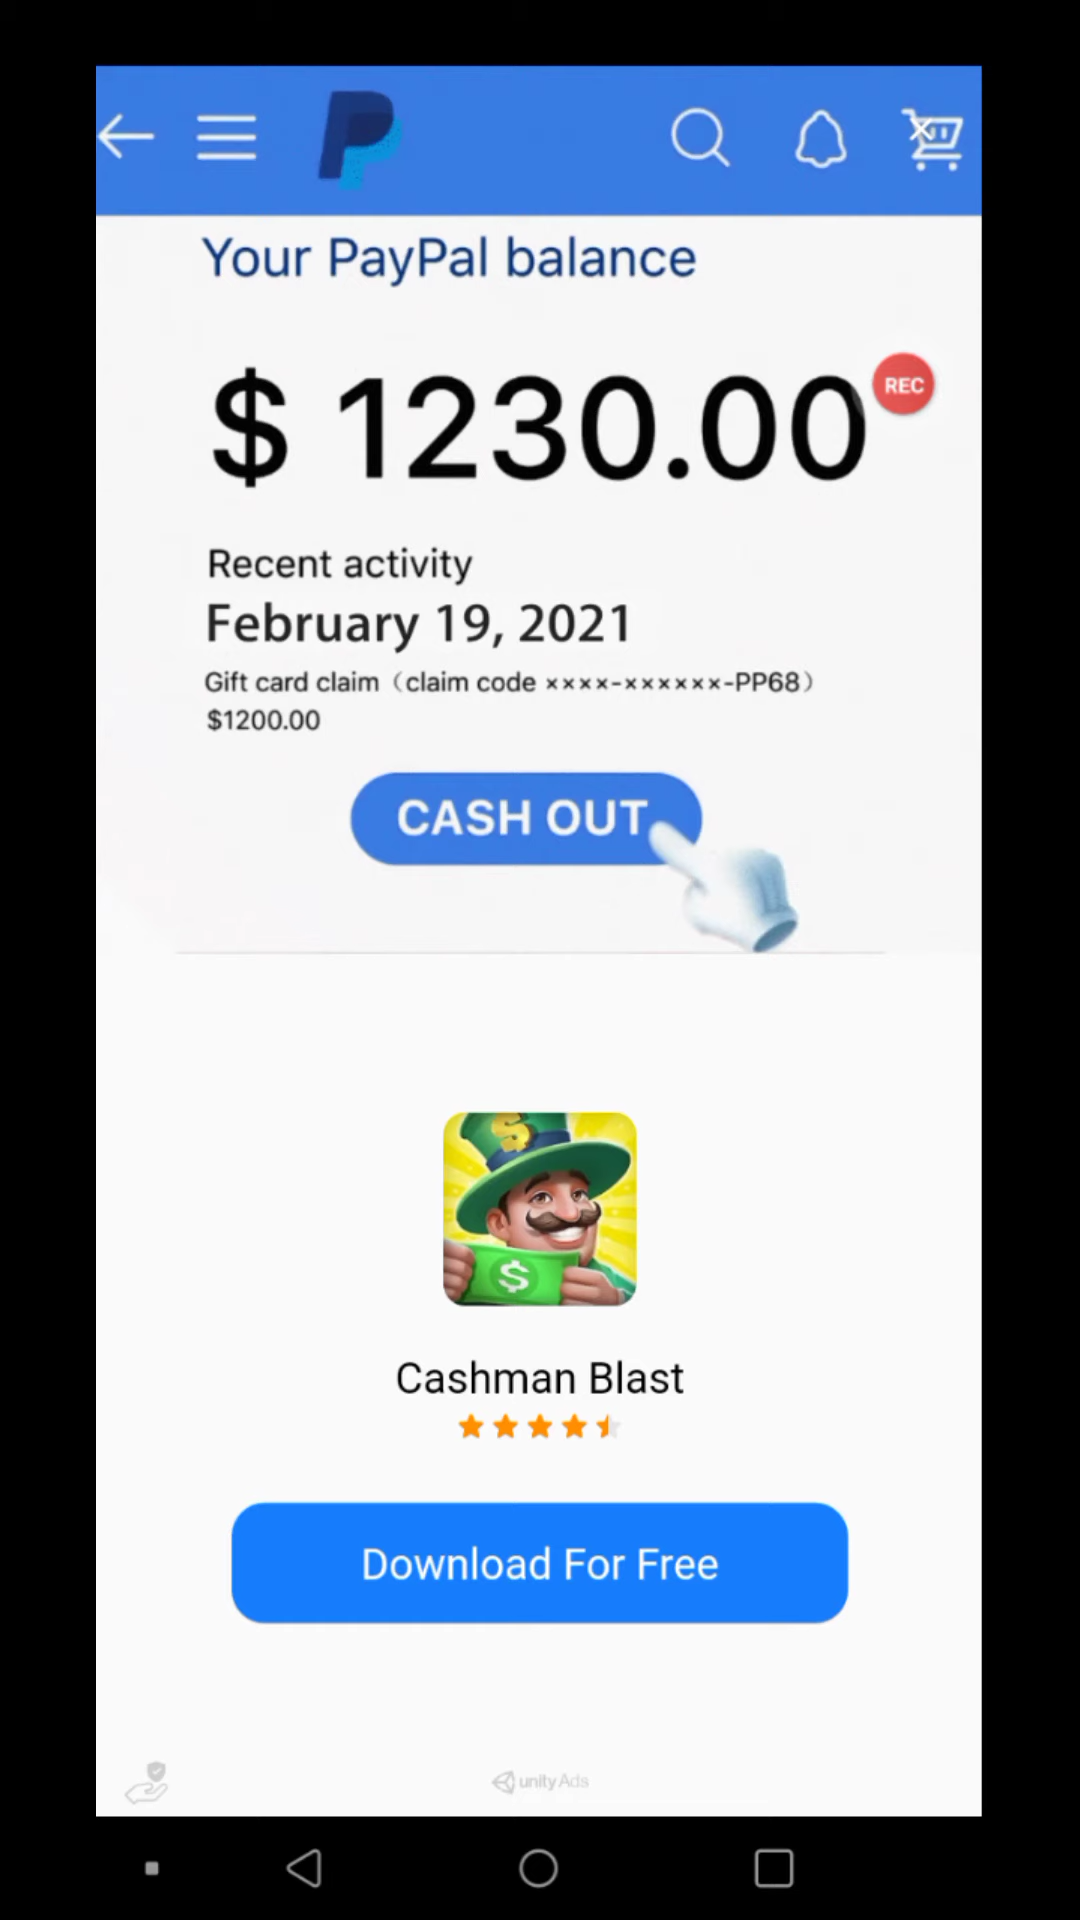 Your PayPal balance
$ 1230.00
REC
Recent activity
February 19, 2021
Gift card claim（claim code ××××-××××××-PP68）
$1200.00
CASH OUT
Cashman Blast
Download For Free
unity Ads